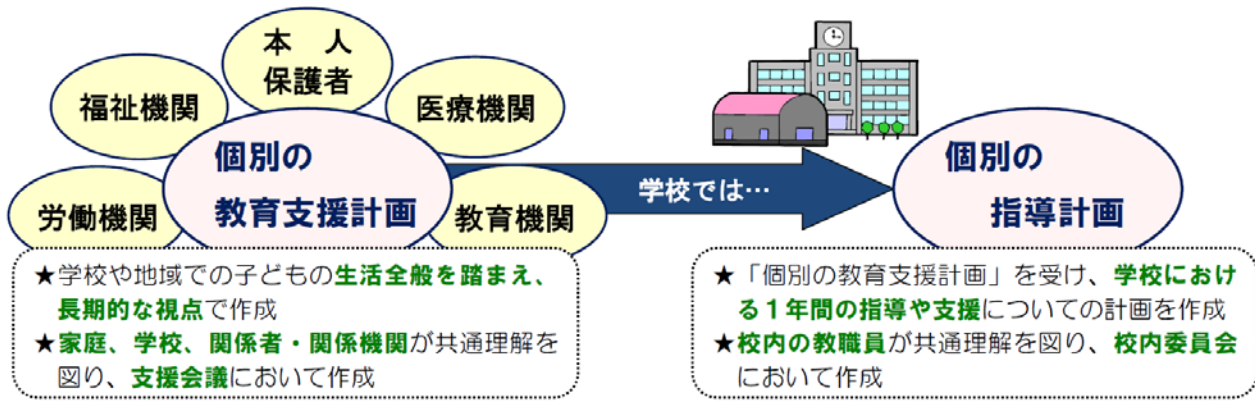 本　人
保護者
福祉機関
医療機関
個別の
教育支援計画
労働機関
教育機関
学校では…
個別の
指導計画
★学校や地域での子どもの生活全般を踏まえ、
長期的な視点で作成
★家庭、学校、関係者・関係機関が共通理解を
図り、支援会議において作成
★「個別の教育支援計画」を受け、学校におけ
る１年間の指導や支援についての計画を作成
★校内の教職員が共通理解を図り、校内委員会
において作成